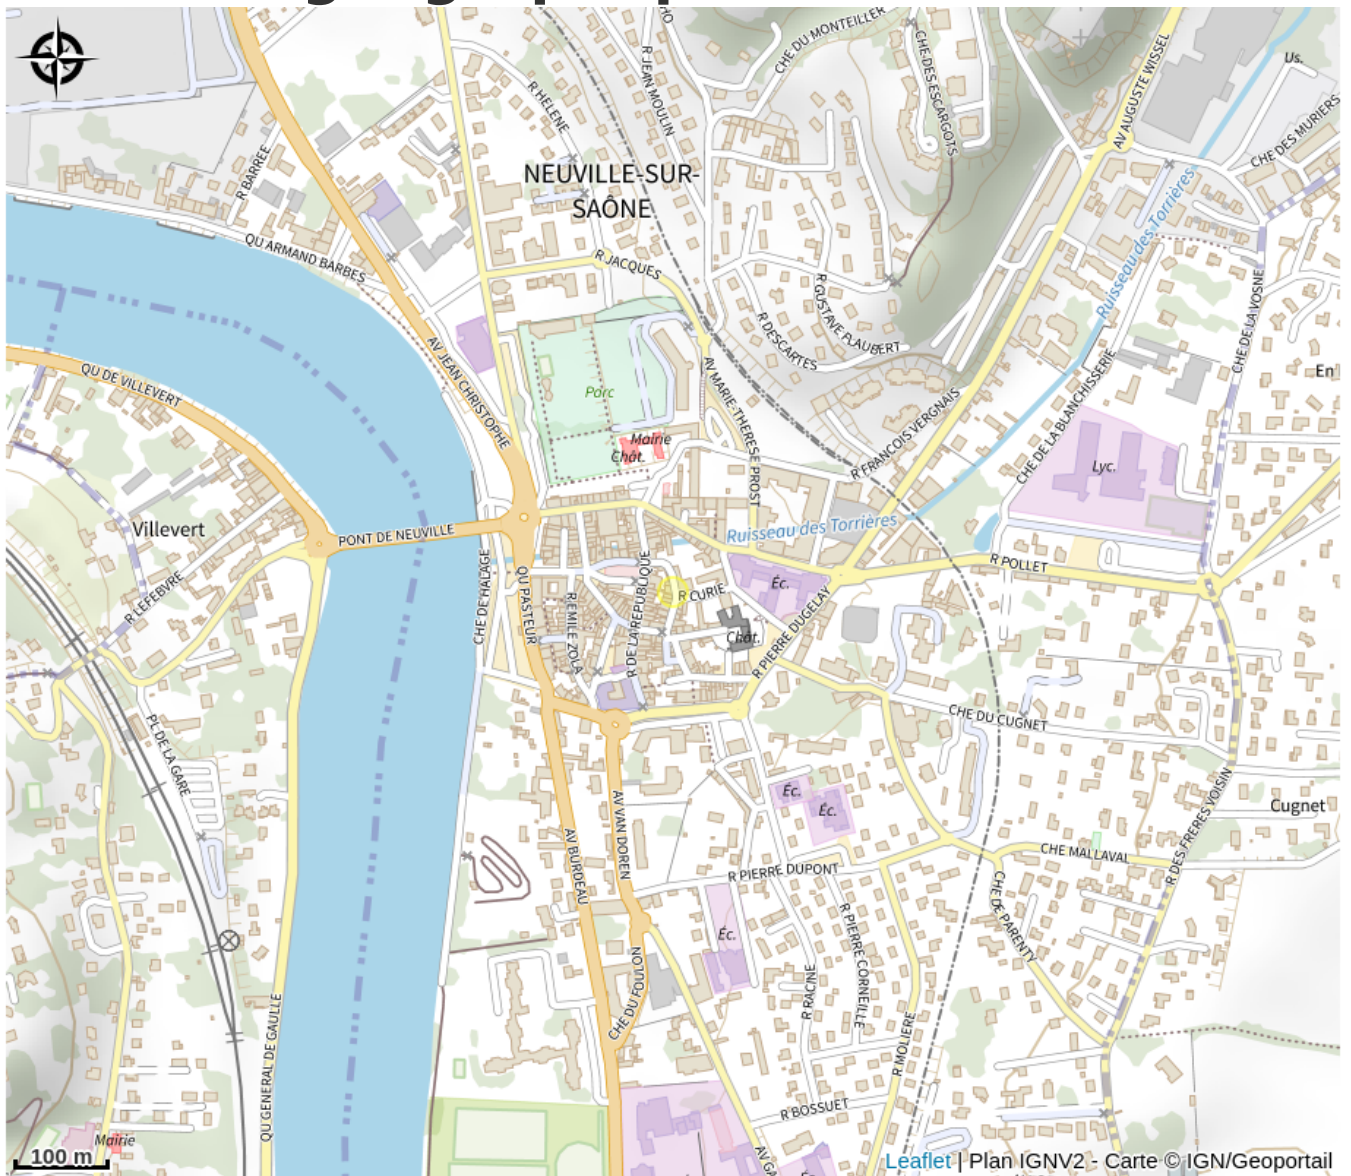 CHE DU MONTEILLER
R JEAN MOULIN
CHE DES ESCARGOTS
AV AUGUSTE WISSEL
Us.
R HELENE
CHE DES MURIERS
R BARREE
NEUVILLE-SUR-
SAÔNE
QU ARMAND BARBES
R JACQUES
Ruisseau des Torrières
R GUSTAVE FLAUBERT
R DESCARTES
CHE DE LA VOSNE
QU DE VILLEVERT
AV JEAN CHRISTOPHE
Parc
AV MARIE-THERESE PROST
CHE DE LA BLANCHISSERIE
En
R FRANCOIS VERGNAIS
Mairie
Chât.
Lyc.
Villevert
PONT DE NEUVILLE
Ruisseau des Torrières
R POLLET
Éc.
R LEFEBVRE
CHE DE HALAGE
QU PASTEUR
R EMILE ZOLA
R DE LA REPUBLIQUE
R CURIE
Chât.
R PIERRE DUGELAY
CHE DU CUGNET
PL DE LA GARE
Éc.
Éc.
Cugnet
AV VAN DOREN
AV BURDEAU
R PIERRE DUPONT
CHE MALLAVAL
R DES FRERES VOISIN
CHE DE PARENTY
Éc.
R PIERRE CORNEILLE
R RACINE
CHE DU FOULON
QU GENERAL DE GAULLE
R MOLIERE
R BOSSUET
Mairie
100 m
AV GA
Éc.
Leaflet | Plan IGNV2 - Carte © IGN/Geoportail